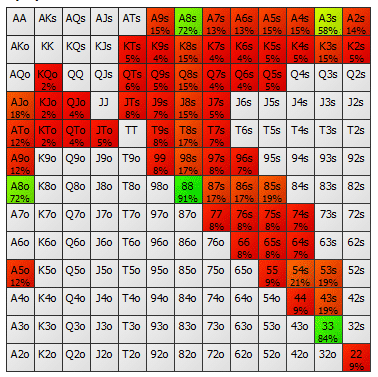 AA AKs AQs AJs ATs A9s A8s A7s A6s A5s A4s A3s A2s
15% 72% 13% 13% 15% 15% 58% 14%
AKo KK KQs KJs KTs K9s K8s K7s K6s K5s K4s K3s K2s
5% 4% 15% 4% 4% 5% 5% 15% 5%
AQo KQo QQ QJs QTs Q9s Q8s Q7s Q6s Q5s Q4s Q3s Q2s
2% 6% 5% 15% 4% 4% 5%
AJo KJo QJo JJ JTs J9s J8s J7s J6s J5s J4s J3s J2s
18% 2% 4% 8% 7% 17% 5%
ATo KTo QTo JTo TT T9s T8s T7s T6s T5s T4s T3s T2s
12% 2% 4% 5% 8% 17% 7%
A9o K9o Q9o J9o T9o 99 98s 97s 96s 95s 94s 93s 92s
12% 8% 17% 8% 7%
A8o K8o Q8o J8o T8o 98o 88 87s 86s 85s 84s 83s 82s
72% 91% 17% 17% 19%
A7o K7o Q7o J7o T7o 97o 87o 77 76s 75s 74s 73s 72s
8% 8% 8% 7%
A6o K6o Q6o J6o T6o 96o 86o 76o 66 65s 64s 63s 62s
8% 8% 7%
A5o K5o Q5o J5o T5o 95o 85o 75o 65o 55 54s 53s 52s
12% 9% 21% 19%
A4o K4o Q4o J4o T4o 94o 84o 74o 64o 54o 44 43s 42s
9% 19%
A3o K3o Q3o J3o T3o 93o 83o 73o 63o 53o 43o 33 32s
84%
A2o K2o Q2o J2o T2o 92o 82o 72o 62o 52o 42o 32o 22
9%